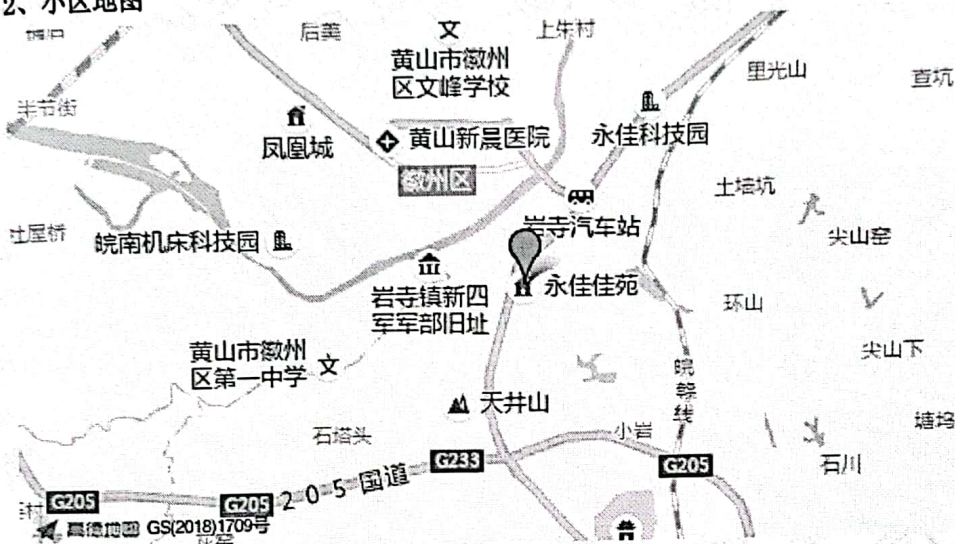 2、小区地图
后美
文
上朱村
黄山市徽州
区文峰学校
里光山
查坑
半节街
凤凰城
黄山新晨医院
永佳科技园
徽州区
土培坑
岩寺汽车站
尖山窑
皖南机床科技园
永佳佳苑
岩寺镇新四
军军部旧址
环山
尖山下
黄山市徽州
区第一中学
文
皖
赣
线
天井山
塘坞
石塔头
小岩
G233
G205
石川
G205
G205
205国道
高德地图 GS(2018)1709号